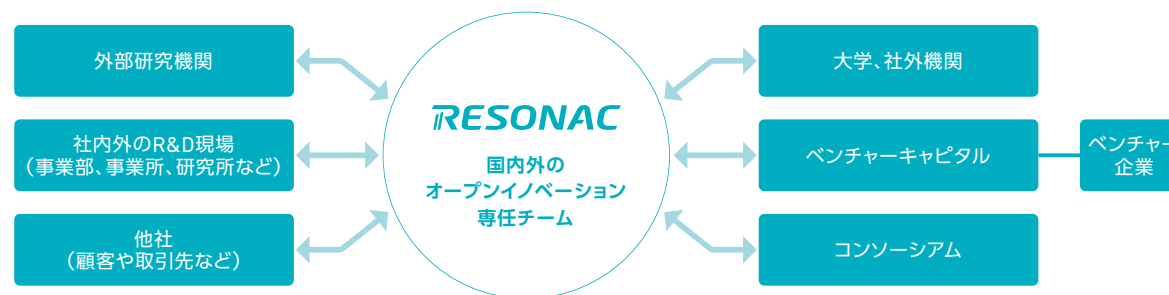 外部研究機関
社内外のR&D現場
（事業部、事業所、研究所など）
他社
（顧客や取引先など）
RESONAC
国内外の
オープンイノベーション
専任チーム
大学、社外機関
ベンチャーキャピタル
コンソーシアム
ベンチャー
企業